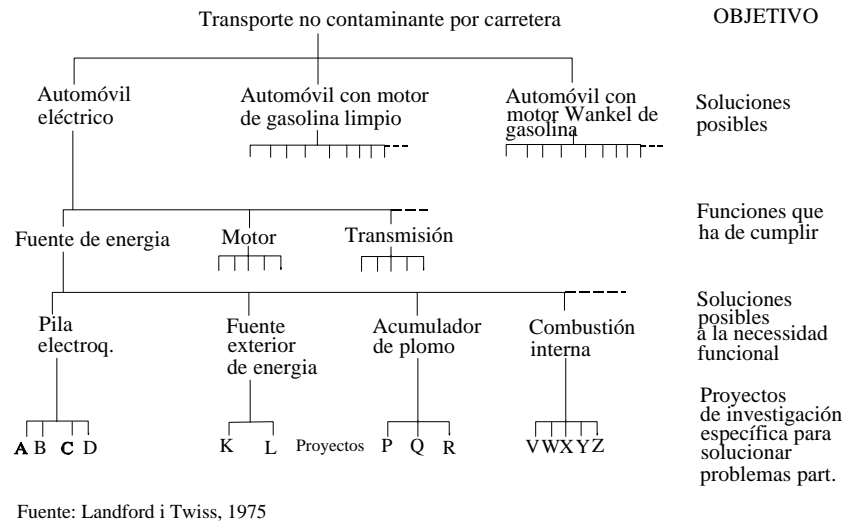 Transporte no contaminante por carretera
OBJETIVO
Automóvil
eléctrico
Automóvil con motor
de gasolina limpio
Automóvil con
motor Wankel de
gasolina
Soluciones
posibles
Fuente de energia
Motor
Transmisión
Funciones que
ha de cumplir
Pila
electroq.
Fuente
exterior
de energía
Acumulador
de plomo
Combustión
interna
Soluciones
posibles
a la necessidad
funcional
A B C D
K L
Proyectos
P Q R
V W X Y Z
Proyectos
de investigación
específica para
solucionar
problemas part.
Fuente: Landford i Twiss, 1975